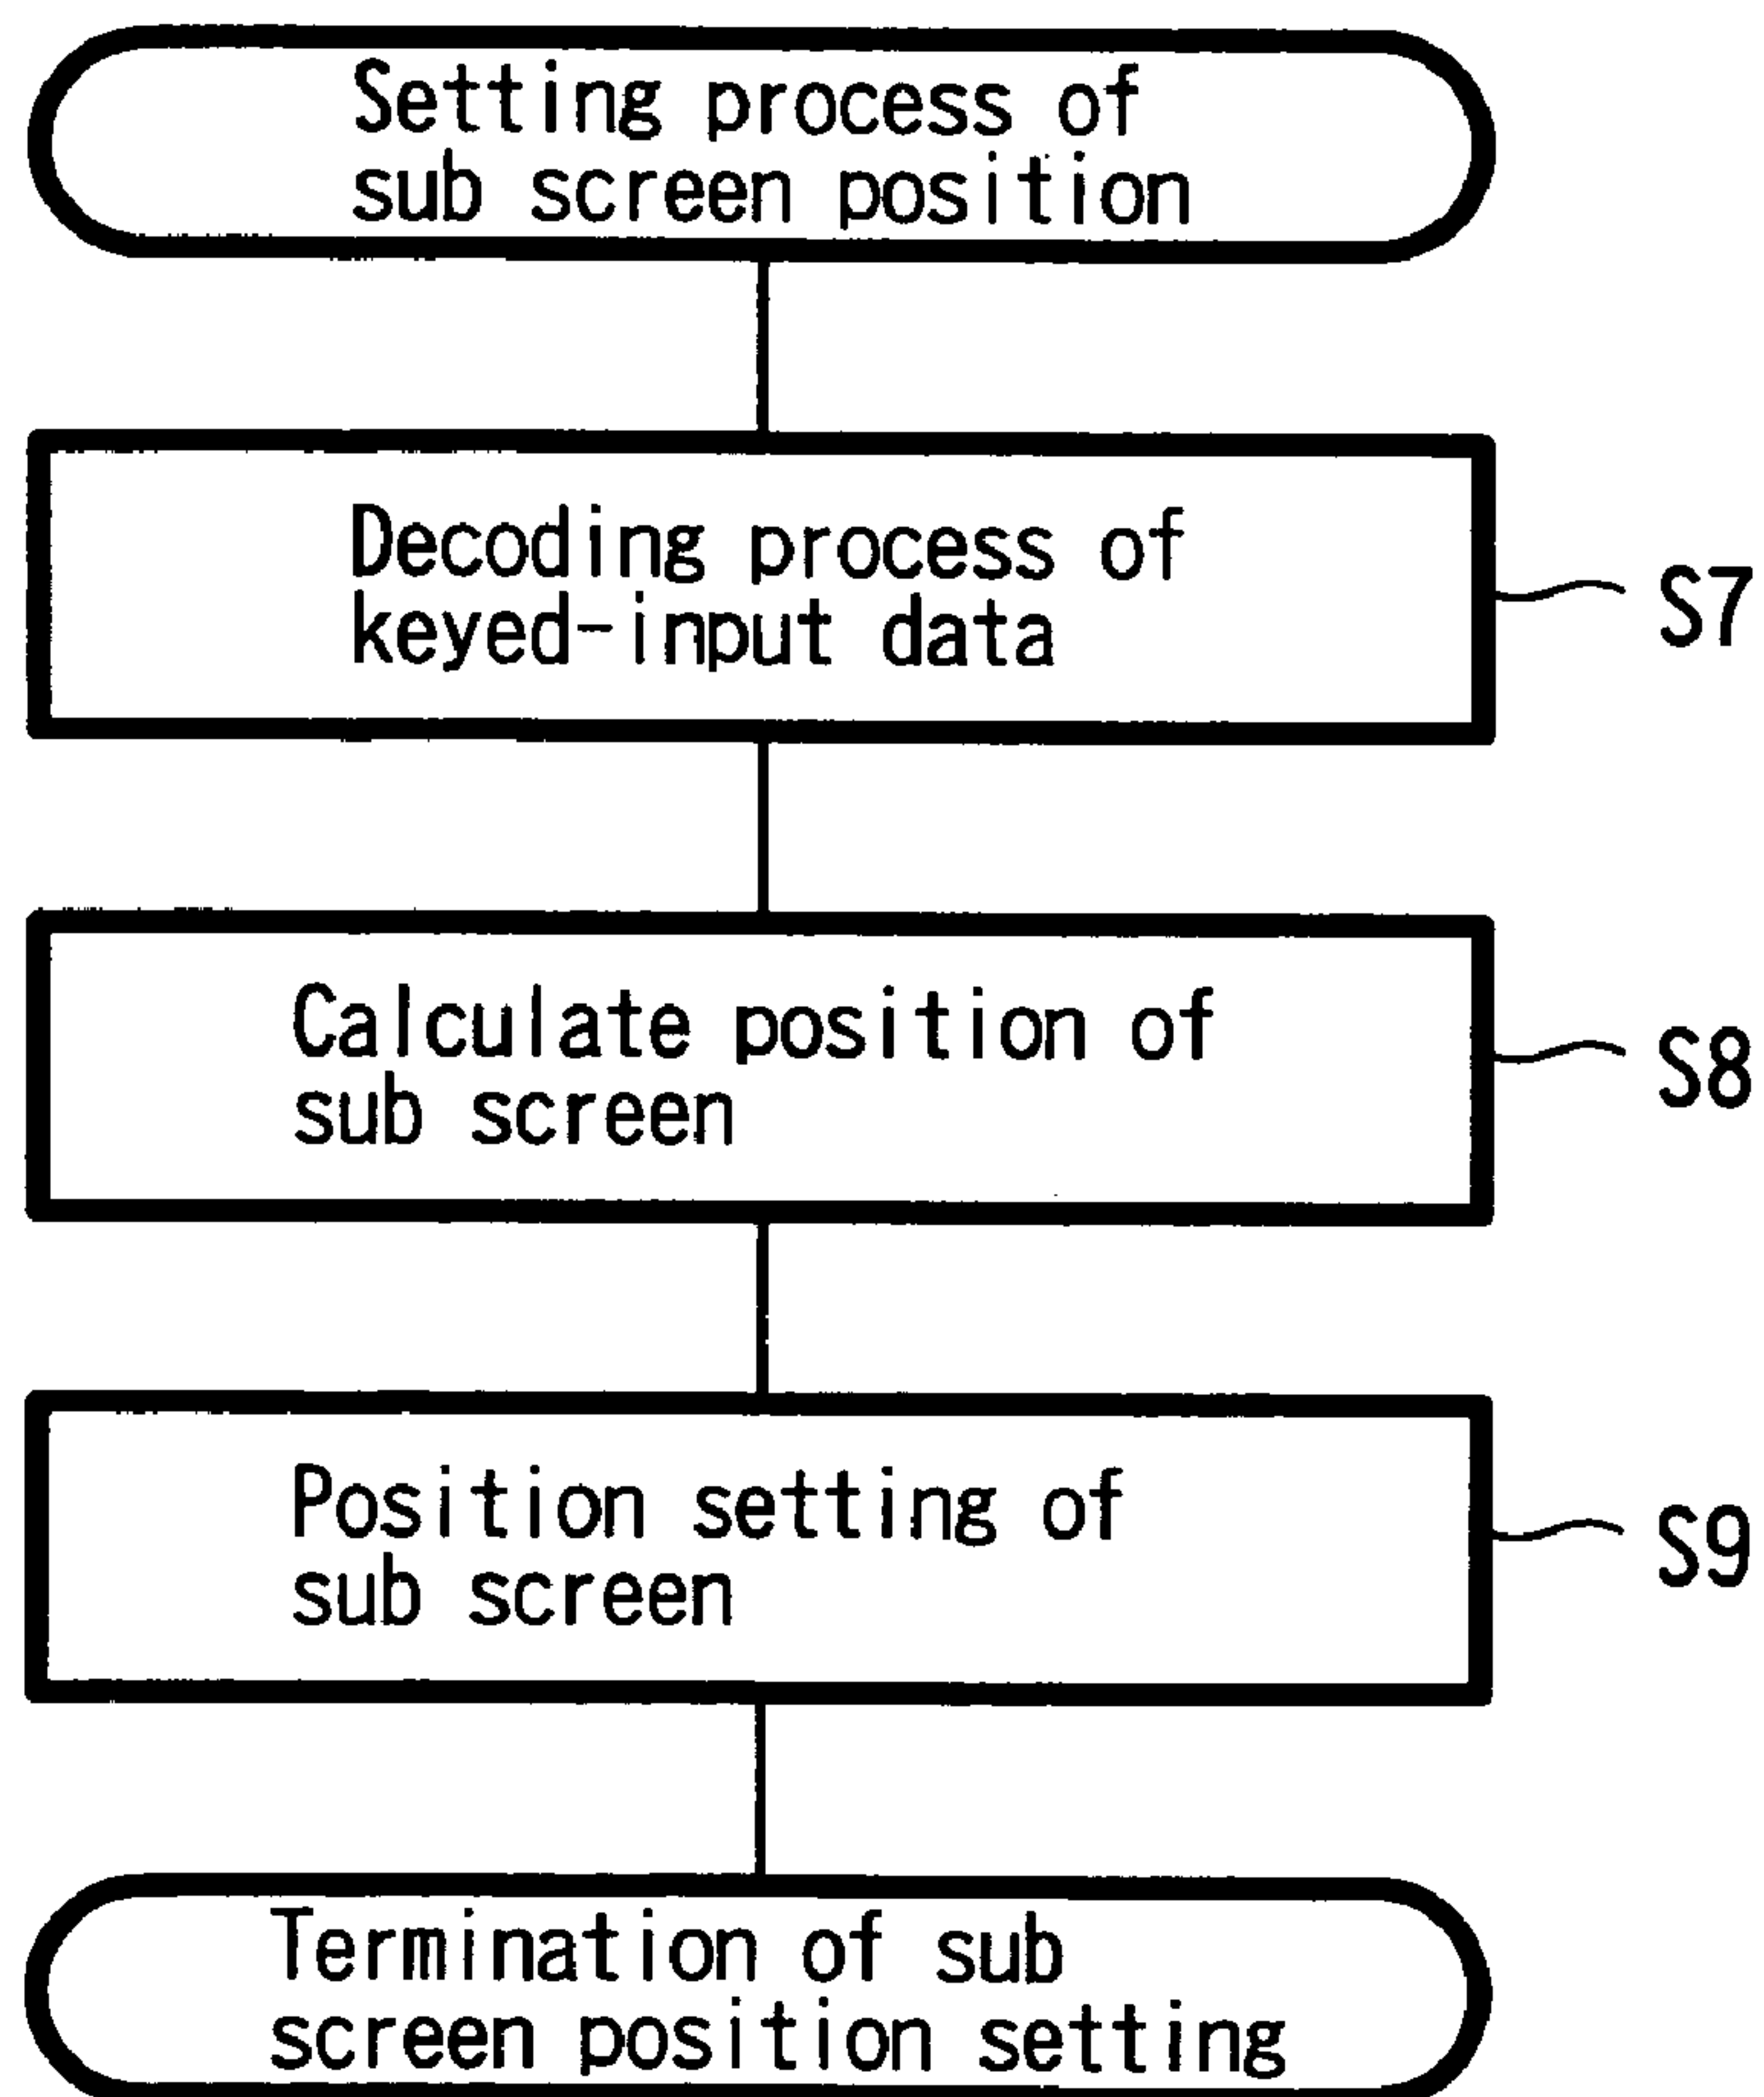 Setting process of
sub screen position
Decoding process of
keyed-input data
S7
Calculate position of
sub screen
S8
Position setting of
sub screen
S9
Termination of sub
screen position setting